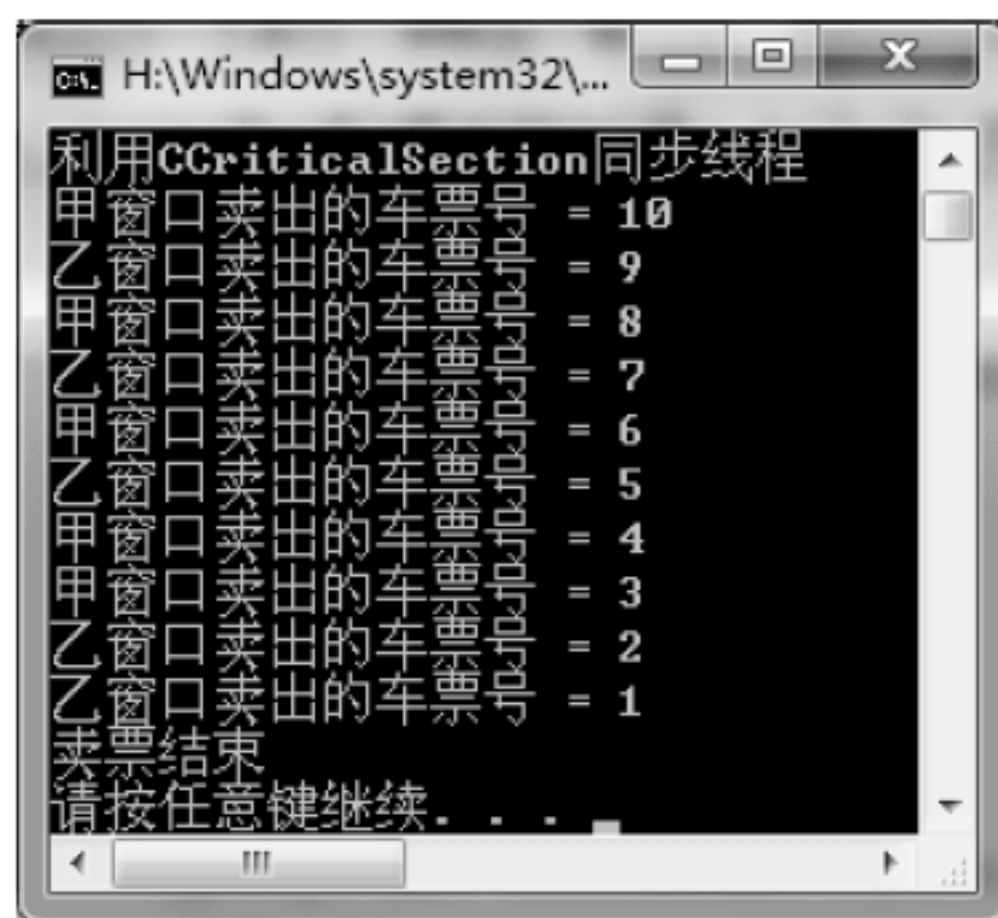 H:\Windows\system32\...
利用CCriticalSection同步线程
甲窗口卖出的车票号 = 10
乙窗口卖出的车票号 = 9
甲窗口卖出的车票号 = 8
乙窗口卖出的车票号 = 7
甲窗口卖出的车票号 = 6
乙窗口卖出的车票号 = 5
甲窗口卖出的车票号 = 4
甲窗口卖出的车票号 = 3
乙窗口卖出的车票号 = 2
乙窗口卖出的车票号 = 1
卖票结束
请按任意键继续. . .